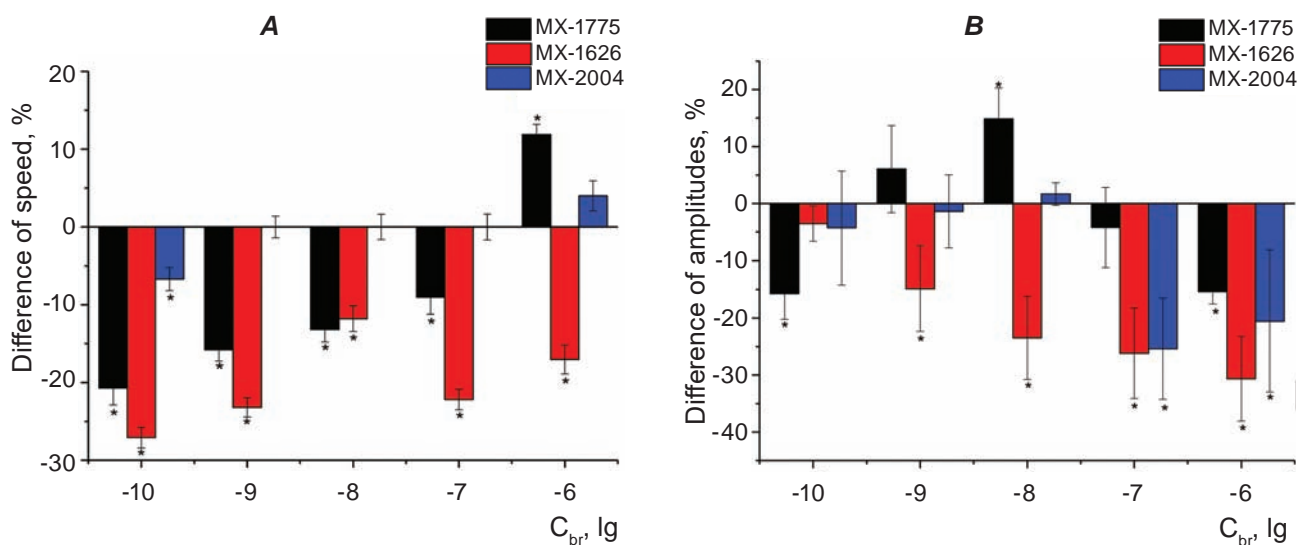 A
MX-1775
MX-1626
MX-2004
Difference of speed, %
20
10
0
-10
-20
-30
* * * * * * * * * * *
-10 -9 -8 -7 -6
C_br, lg
B
MX-1775
MX-1626
MX-2004
Difference of amplitudes, %
20
10
0
-10
-20
-30
-40
* * * * * * * * *
-10 -9 -8 -7 -6
C_br, lg